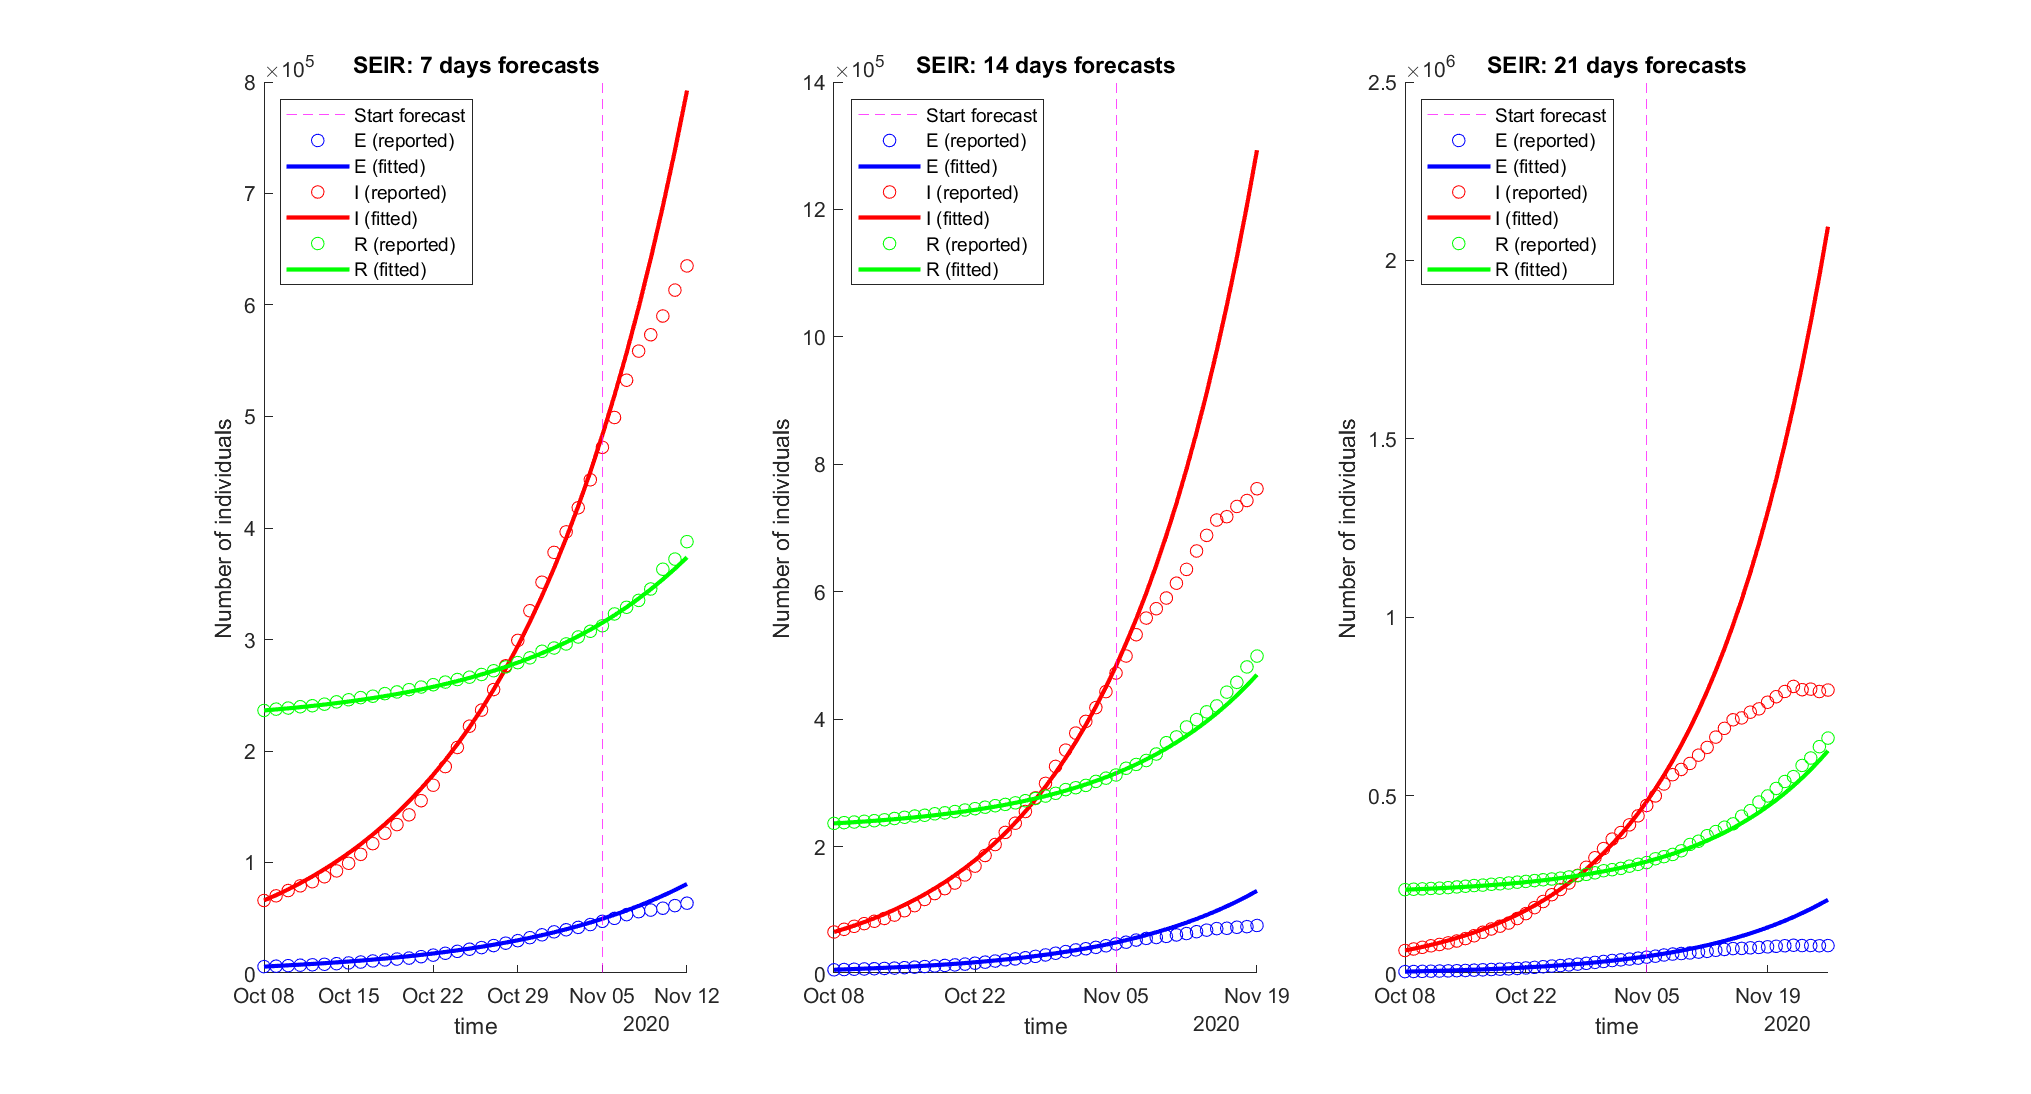 SEIR: 7 days forecasts
×10^5
Start forecast
E (reported)
E (fitted)
I (reported)
I (fitted)
R (reported)
R (fitted)
8
7
6
5
4
3
2
1
0
Number of individuals
Oct 08 Oct 15 Oct 22 Oct 29 Nov 05 Nov 12
time
2020
SEIR: 14 days forecasts
×10^5
Start forecast
E (reported)
E (fitted)
I (reported)
I (fitted)
R (reported)
R (fitted)
14
12
10
8
6
4
2
0
Number of individuals
Oct 08 Oct 22 Nov 05 Nov 19
time
2020
SEIR: 21 days forecasts
×10^6
Start forecast
E (reported)
E (fitted)
I (reported)
I (fitted)
R (reported)
R (fitted)
2.5
2
1.5
1
0.5
0
Number of individuals
Oct 08 Oct 22 Nov 05 Nov 19
time
2020